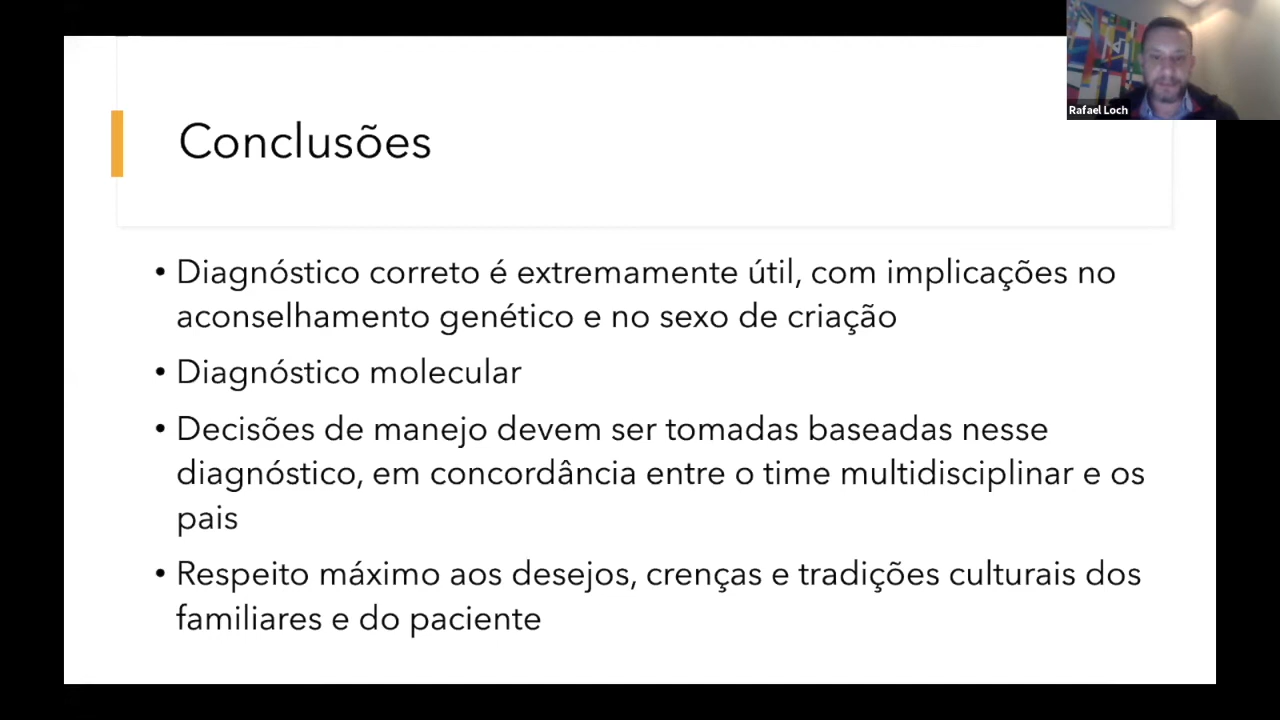 Rafael Loch
Conclusões
• Diagnóstico correto é extremamente útil, com implicações no
aconselhamento genético e no sexo de criação
• Diagnóstico molecular
• Decisões de manejo devem ser tomadas baseadas nesse
diagnóstico, em concordância entre o time multidisciplinar e os
pais
• Respeito máximo aos desejos, crenças e tradições culturais dos
familiares e do paciente